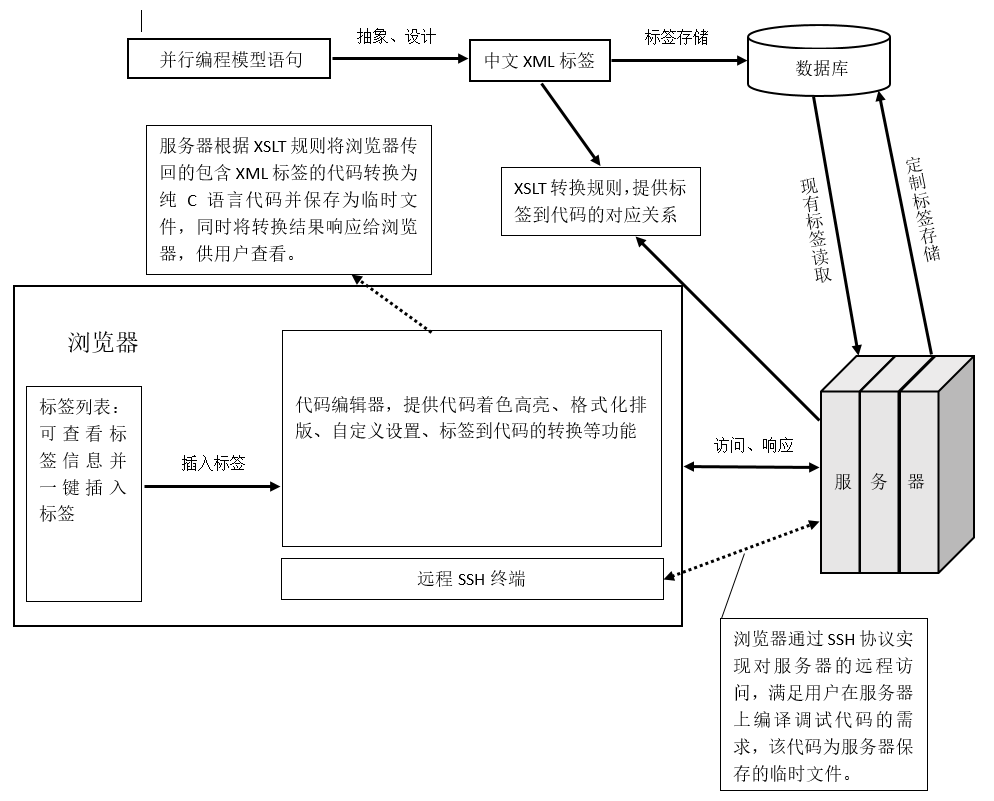 抽象、设计
标签存储
并行编程模型语句
中文 XML 标签
数据库
服务器根据 XSLT 规则将浏览器传
回的包含 XML 标签的代码转换为
纯 C 语言代码并保存为临时文
件，同时将转换结果响应给浏览
器，供用户查看。
XSLT 转换规则，提供标
签到代码的对应关系
现有标签读取
定制标签存储
浏览器
标签列表：
可查看标
签信息并
一键插入
标签
插入标签
代码编辑器，提供代码着色高亮、格式化排
版、自定义设置、标签到代码的转换等功能
访问、响应
服务器
远程 SSH 终端
浏览器通过 SSH 协议实
现对服务器的远程访
问，满足用户在服务器
上编译调试代码的需
求，该代码为服务器保
存的临时文件。